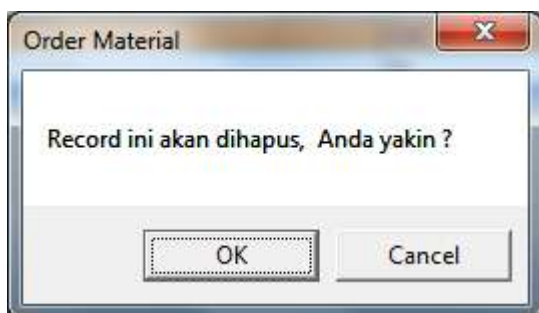 Order Material
Record ini akan dihapus, Anda yakin ?
OK
Cancel